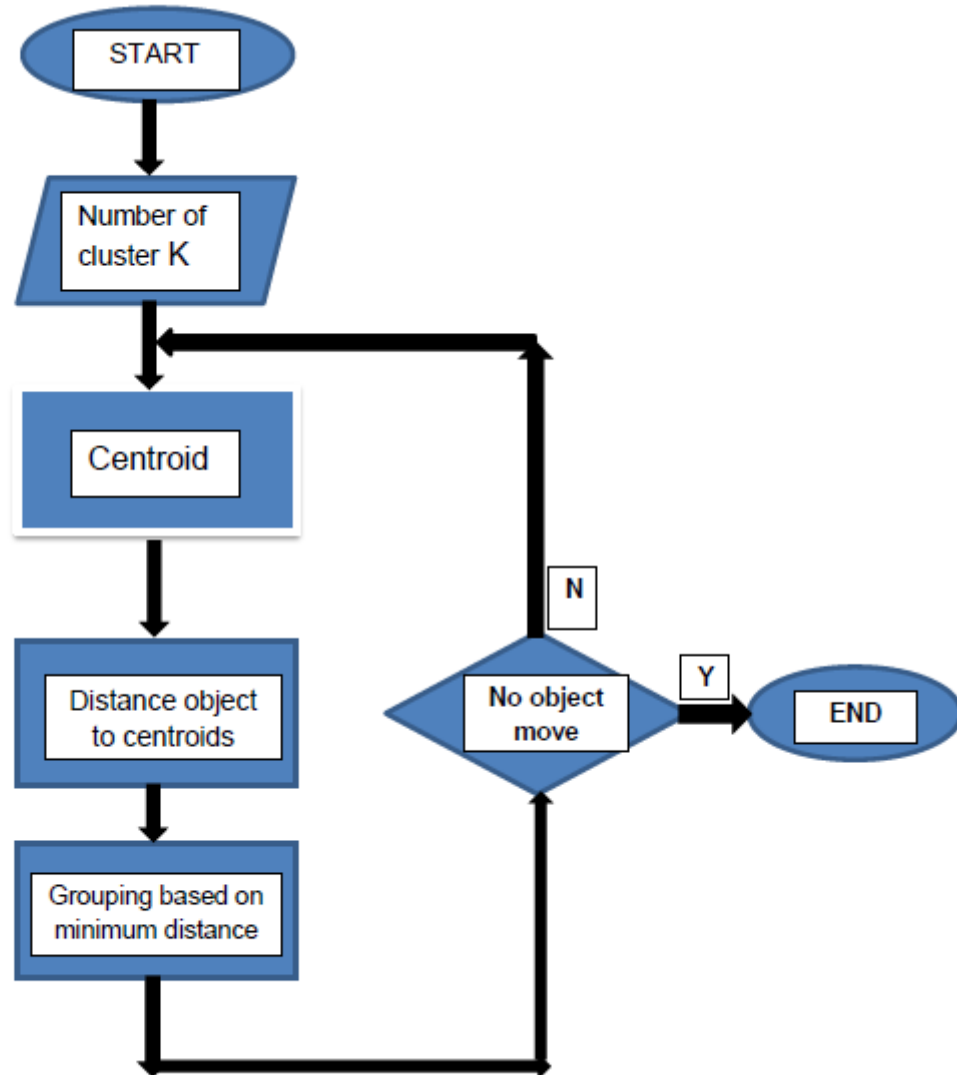 START
Number of
cluster K
Centroid
Distance object
to centroids
Grouping based on
minimum distance
No object
move
N
Y
END